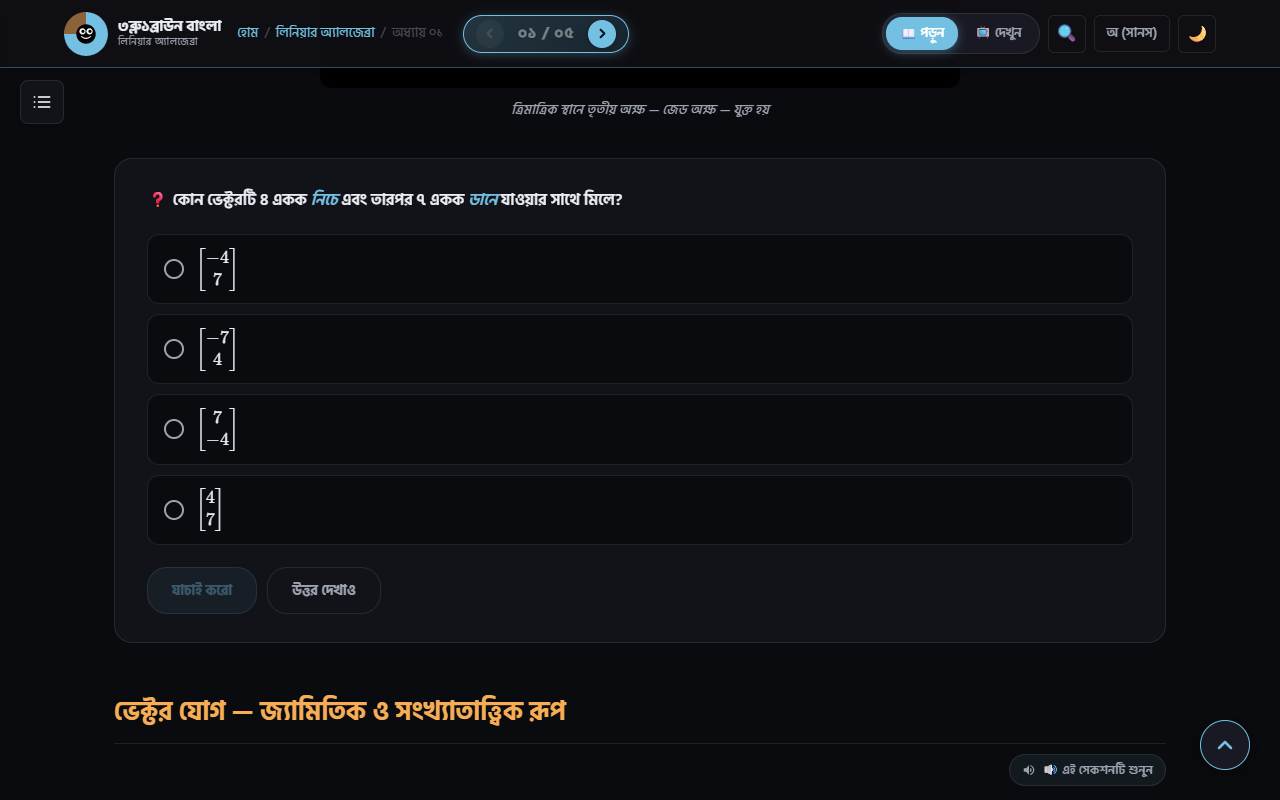 ৩ব্লু১ব্রাউন বাংলা
লিনিয়ার অ্যালজেব্রা
হোম / লিনিয়ার অ্যালজেব্রা / অধ্যায় ০১
০১ / ০৫
পড়ুন
দেখুন
অ (সানস)
ত্রিমাত্রিক স্থানে তৃতীয় অক্ষ — জেড অক্ষ — যুক্ত হয়
❓ কোন ভেক্টরটি ৪ একক নিচে এবং তারপর ৭ একক ডানে যাওয়ার সাথে মিলে?
−4
7
−7
4
7
−4
4
7
যাচাই করো
উত্তর দেখাও
ভেক্টর যোগ — জ্যামিতিক ও সংখ্যাতাত্ত্বিক রূপ
এই সেকশনটি শুনুন